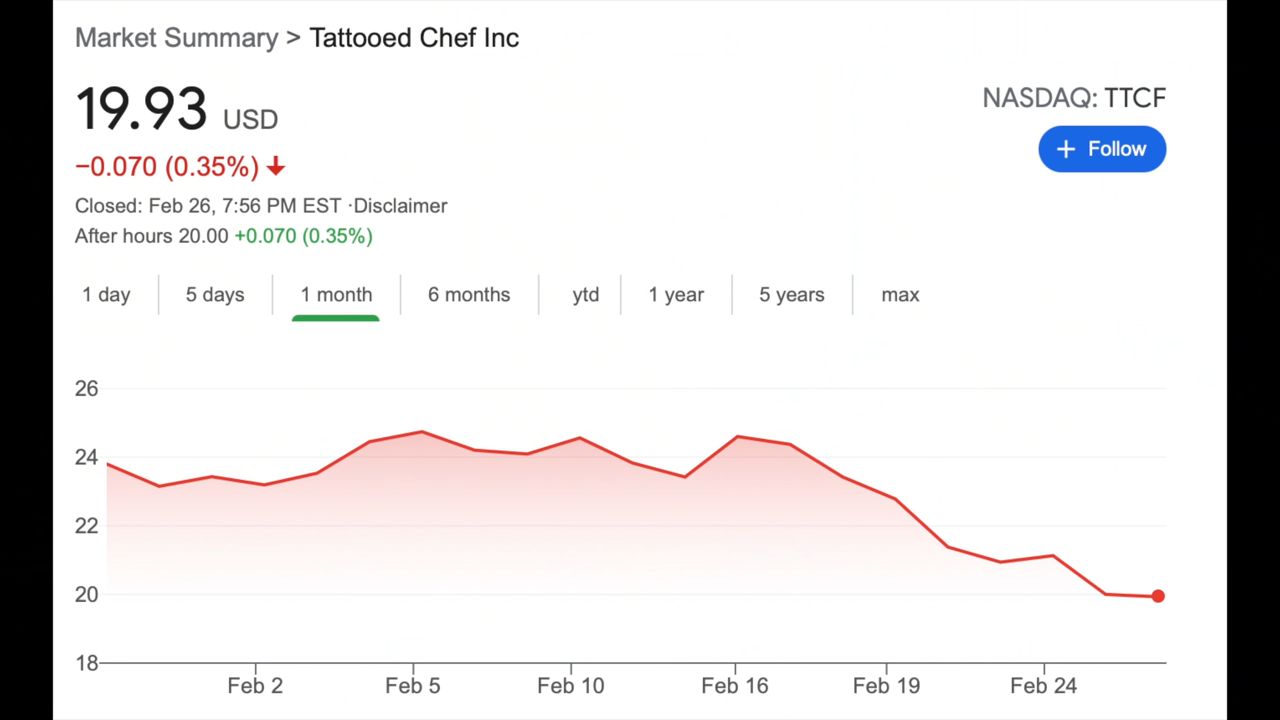 Market Summary > Tattooed Chef Inc
19.93 USD
NASDAQ: TTCF
−0.070 (0.35%) ↓
+ Follow
Closed: Feb 26, 7:56 PM EST ·Disclaimer
After hours 20.00 +0.070 (0.35%)
1 day 5 days 1 month 6 months ytd 1 year 5 years max
26
24
22
20
18
Feb 2 Feb 5 Feb 10 Feb 16 Feb 19 Feb 24